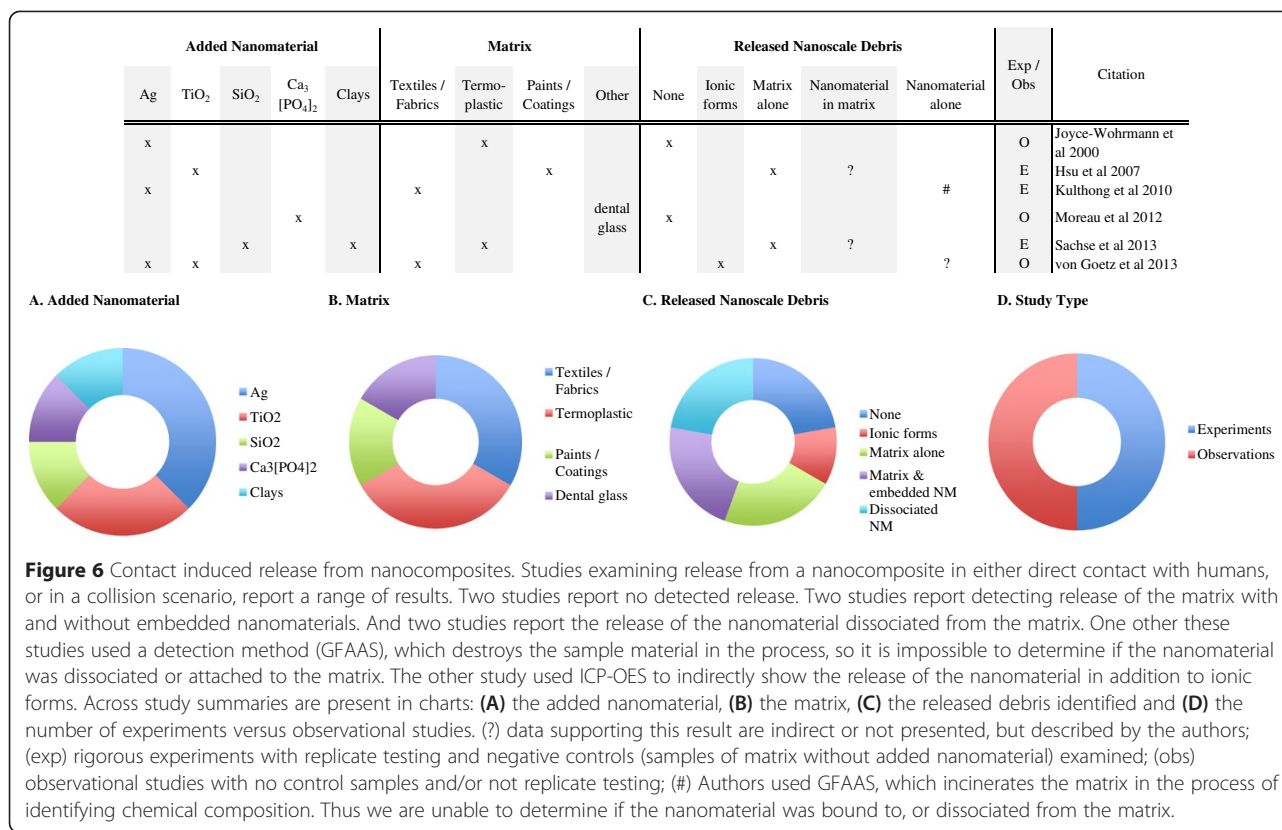 Added Nanomaterial Matrix Released Nanoscale Debris Exp / Obs Citation
Ag TiO2 SiO2 Ca3 [PO4]2 Clays Textiles / Fabrics Termo-plastic Paints / Coatings Other None Ionic forms Matrix alone Nanomaterial in matrix Nanomaterial alone
x x x O Joyce-Wohrmann et al 2000
x x x ? E Hsu et al 2007
x x # E Kulthong et al 2010
x dental glass x O Moreau et al 2012
x x x x ? E Sachse et al 2013
x x x x ? O von Goetz et al 2013
A. Added Nanomaterial
Ag
TiO2
SiO2
Ca3[PO4]2
Clays
B. Matrix
Textiles / Fabrics
Termoplastic
Paints / Coatings
Dental glass
C. Released Nanoscale Debris
None
Ionic forms
Matrix alone
Matrix & embedded NM
Dissociated NM
D. Study Type
Experiments
Observations
Figure 6 Contact induced release from nanocomposites. Studies examining release from a nanocomposite in either direct contact with humans,
or in a collision scenario, report a range of results. Two studies report no detected release. Two studies report detecting release of the matrix with
and without embedded nanomaterials. And two studies report the release of the nanomaterial dissociated from the matrix. One other these
studies used a detection method (GFAAS), which destroys the sample material in the process, so it is impossible to determine if the nanomaterial
was dissociated or attached to the matrix. The other study used ICP-OES to indirectly show the release of the nanomaterial in addition to ionic
forms. Across study summaries are present in charts: (A) the added nanomaterial, (B) the matrix, (C) the released debris identified and (D) the
number of experiments versus observational studies. (?) data supporting this result are indirect or not presented, but described by the authors;
(exp) rigorous experiments with replicate testing and negative controls (samples of matrix without added nanomaterial) examined; (obs)
observational studies with no control samples and/or not replicate testing; (#) Authors used GFAAS, which incinerates the matrix in the process of
identifying chemical composition. Thus we are unable to determine if the nanomaterial was bound to, or dissociated from the matrix.